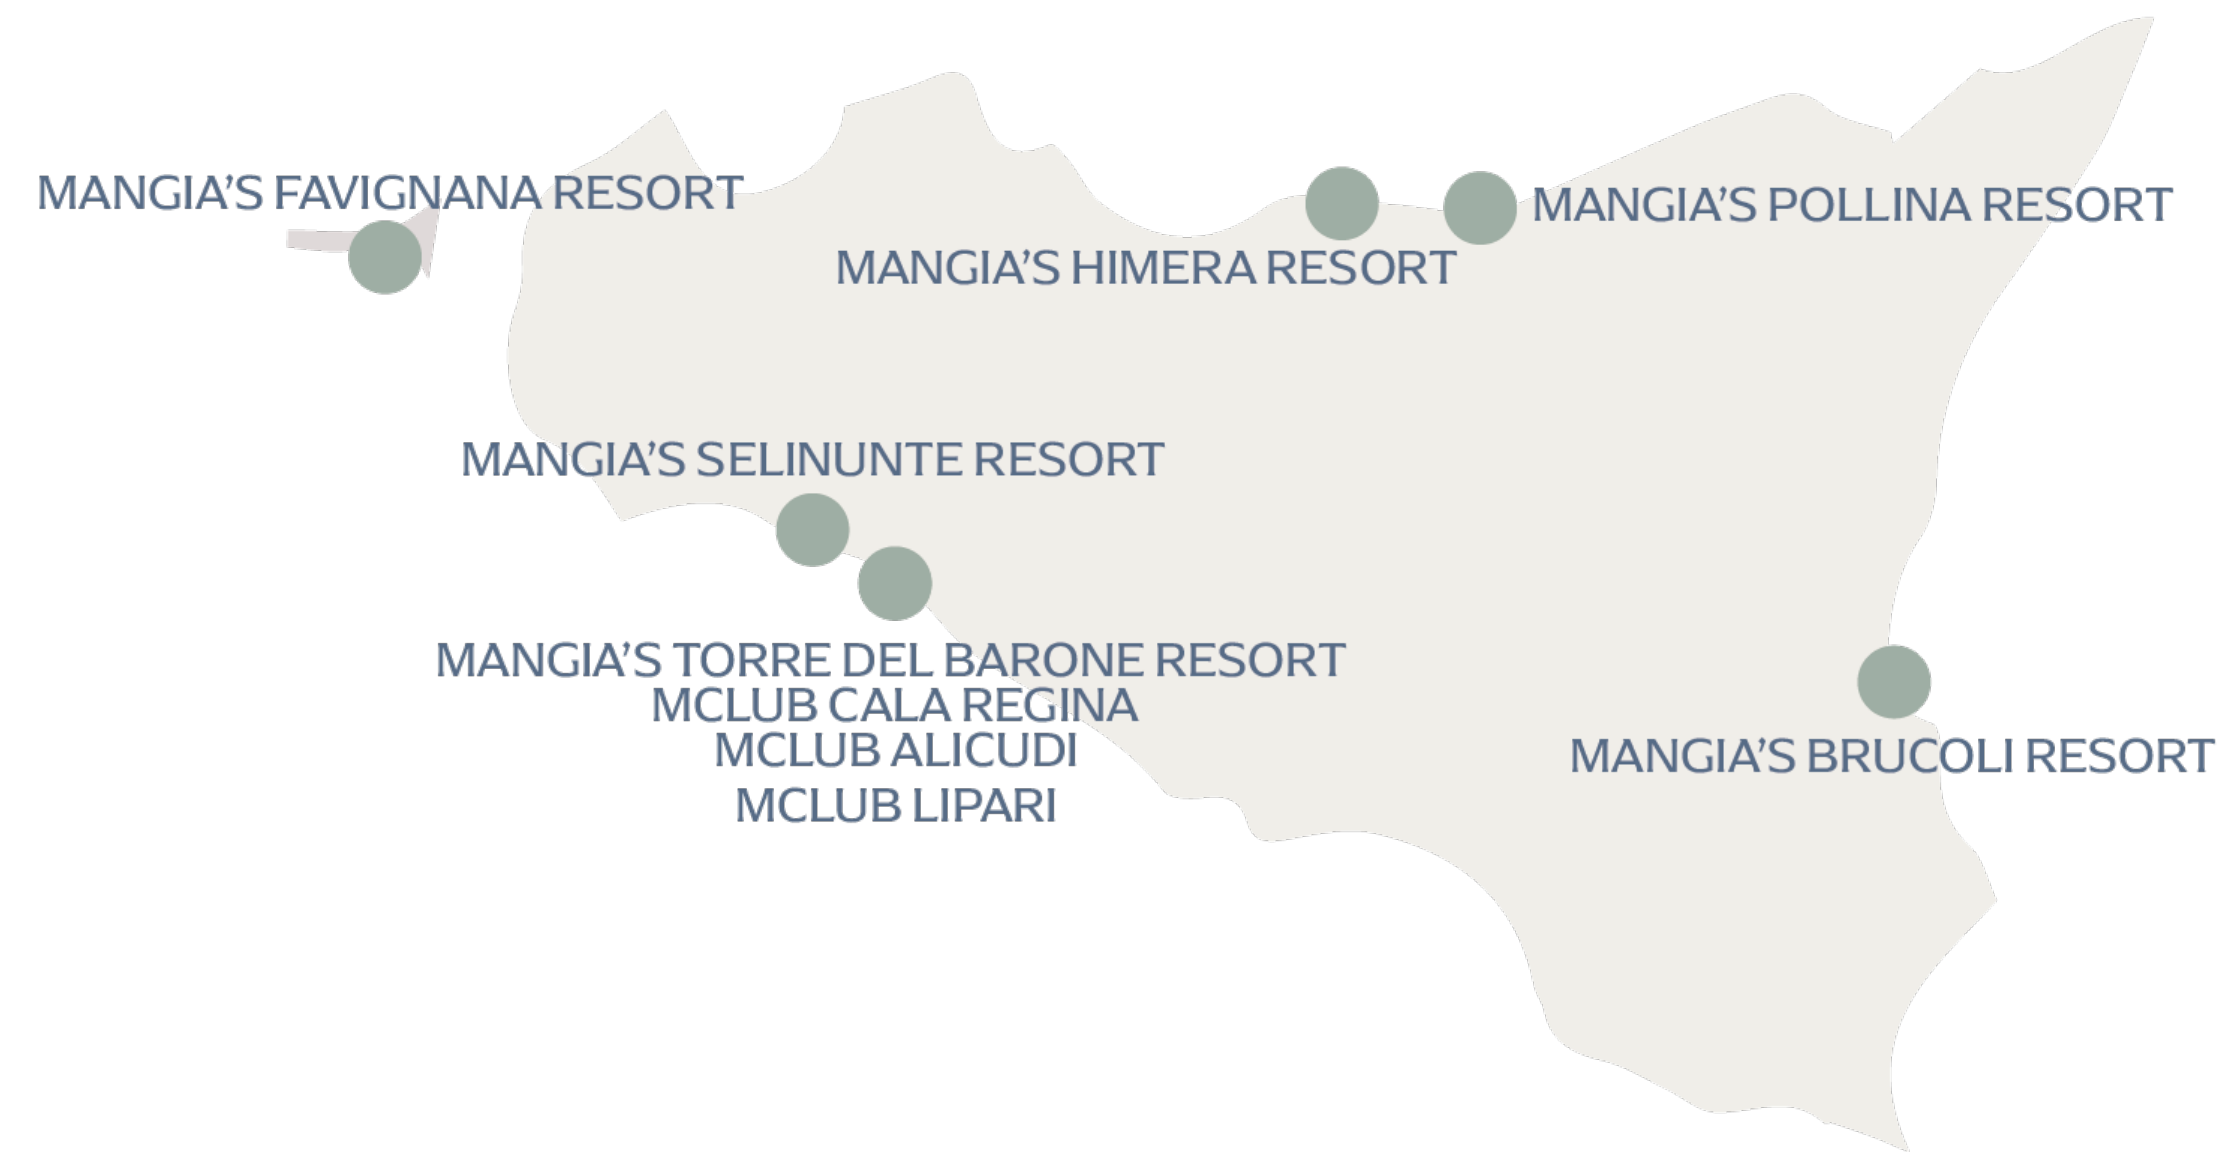 MANGIA’S FAVIGNANA RESORT
MANGIA’S POLLINA RESORT
MANGIA’S HIMERA RESORT
MANGIA’S SELINUNTE RESORT
MANGIA’S TORRE DEL BARONE RESORT
MCLUB CALA REGINA
MCLUB ALICUDI
MCLUB LIPARI
MANGIA’S BRUCOLI RESORT